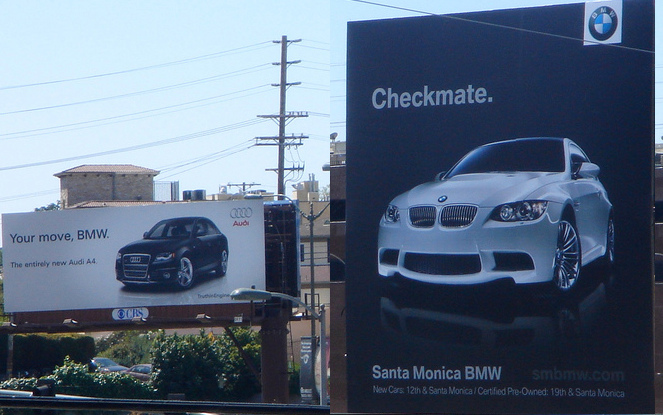 Your move, BMW.
The entirely new Audi A4.
Audi
CBS
BMW
Checkmate.
Santa Monica BMW
smbmw.com
New Cars: 12th & Santa Monica / Certified Pre-Owned: 19th & Santa Monica